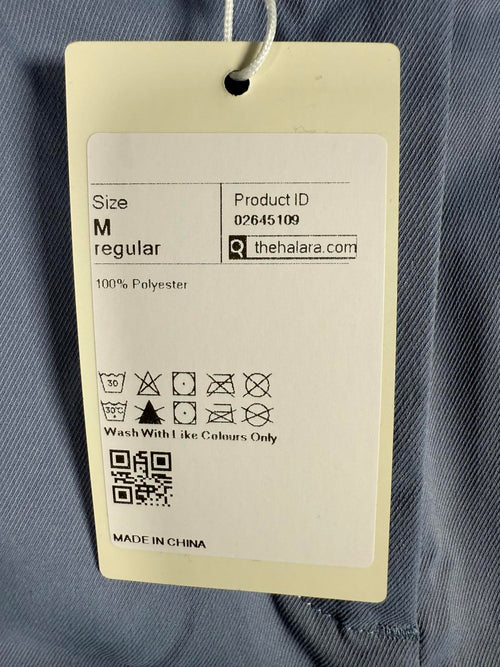 Size
M
regular
Product ID
02645109
thehalara.com
100% Polyester
30
30°C
Wash With Like Colours Only
MADE IN CHINA